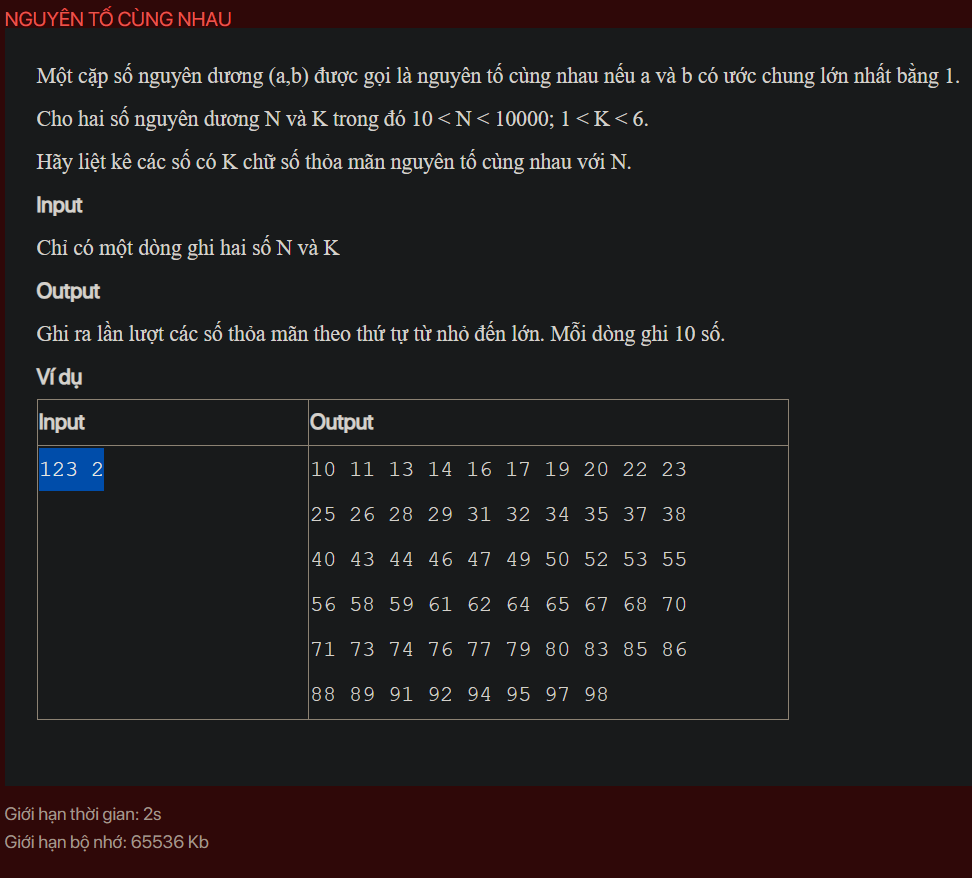 NGUYÊN TỐ CÙNG NHAU
Một cặp số nguyên dương (a,b) được gọi là nguyên tố cùng nhau nếu a và b có ước chung lớn nhất bằng 1.
Cho hai số nguyên dương N và K trong đó 10 < N < 10000; 1 < K < 6.
Hãy liệt kê các số có K chữ số thỏa mãn nguyên tố cùng nhau với N.
Input
Chỉ có một dòng ghi hai số N và K
Output
Ghi ra lần lượt các số thỏa mãn theo thứ tự từ nhỏ đến lớn. Mỗi dòng ghi 10 số.
Ví dụ
Input Output
123 2 10 11 13 14 16 17 19 20 22 23
25 26 28 29 31 32 34 35 37 38
40 43 44 46 47 49 50 52 53 55
56 58 59 61 62 64 65 67 68 70
71 73 74 76 77 79 80 83 85 86
88 89 91 92 94 95 97 98
Giới hạn thời gian: 2s
Giới hạn bộ nhớ: 65536 Kb